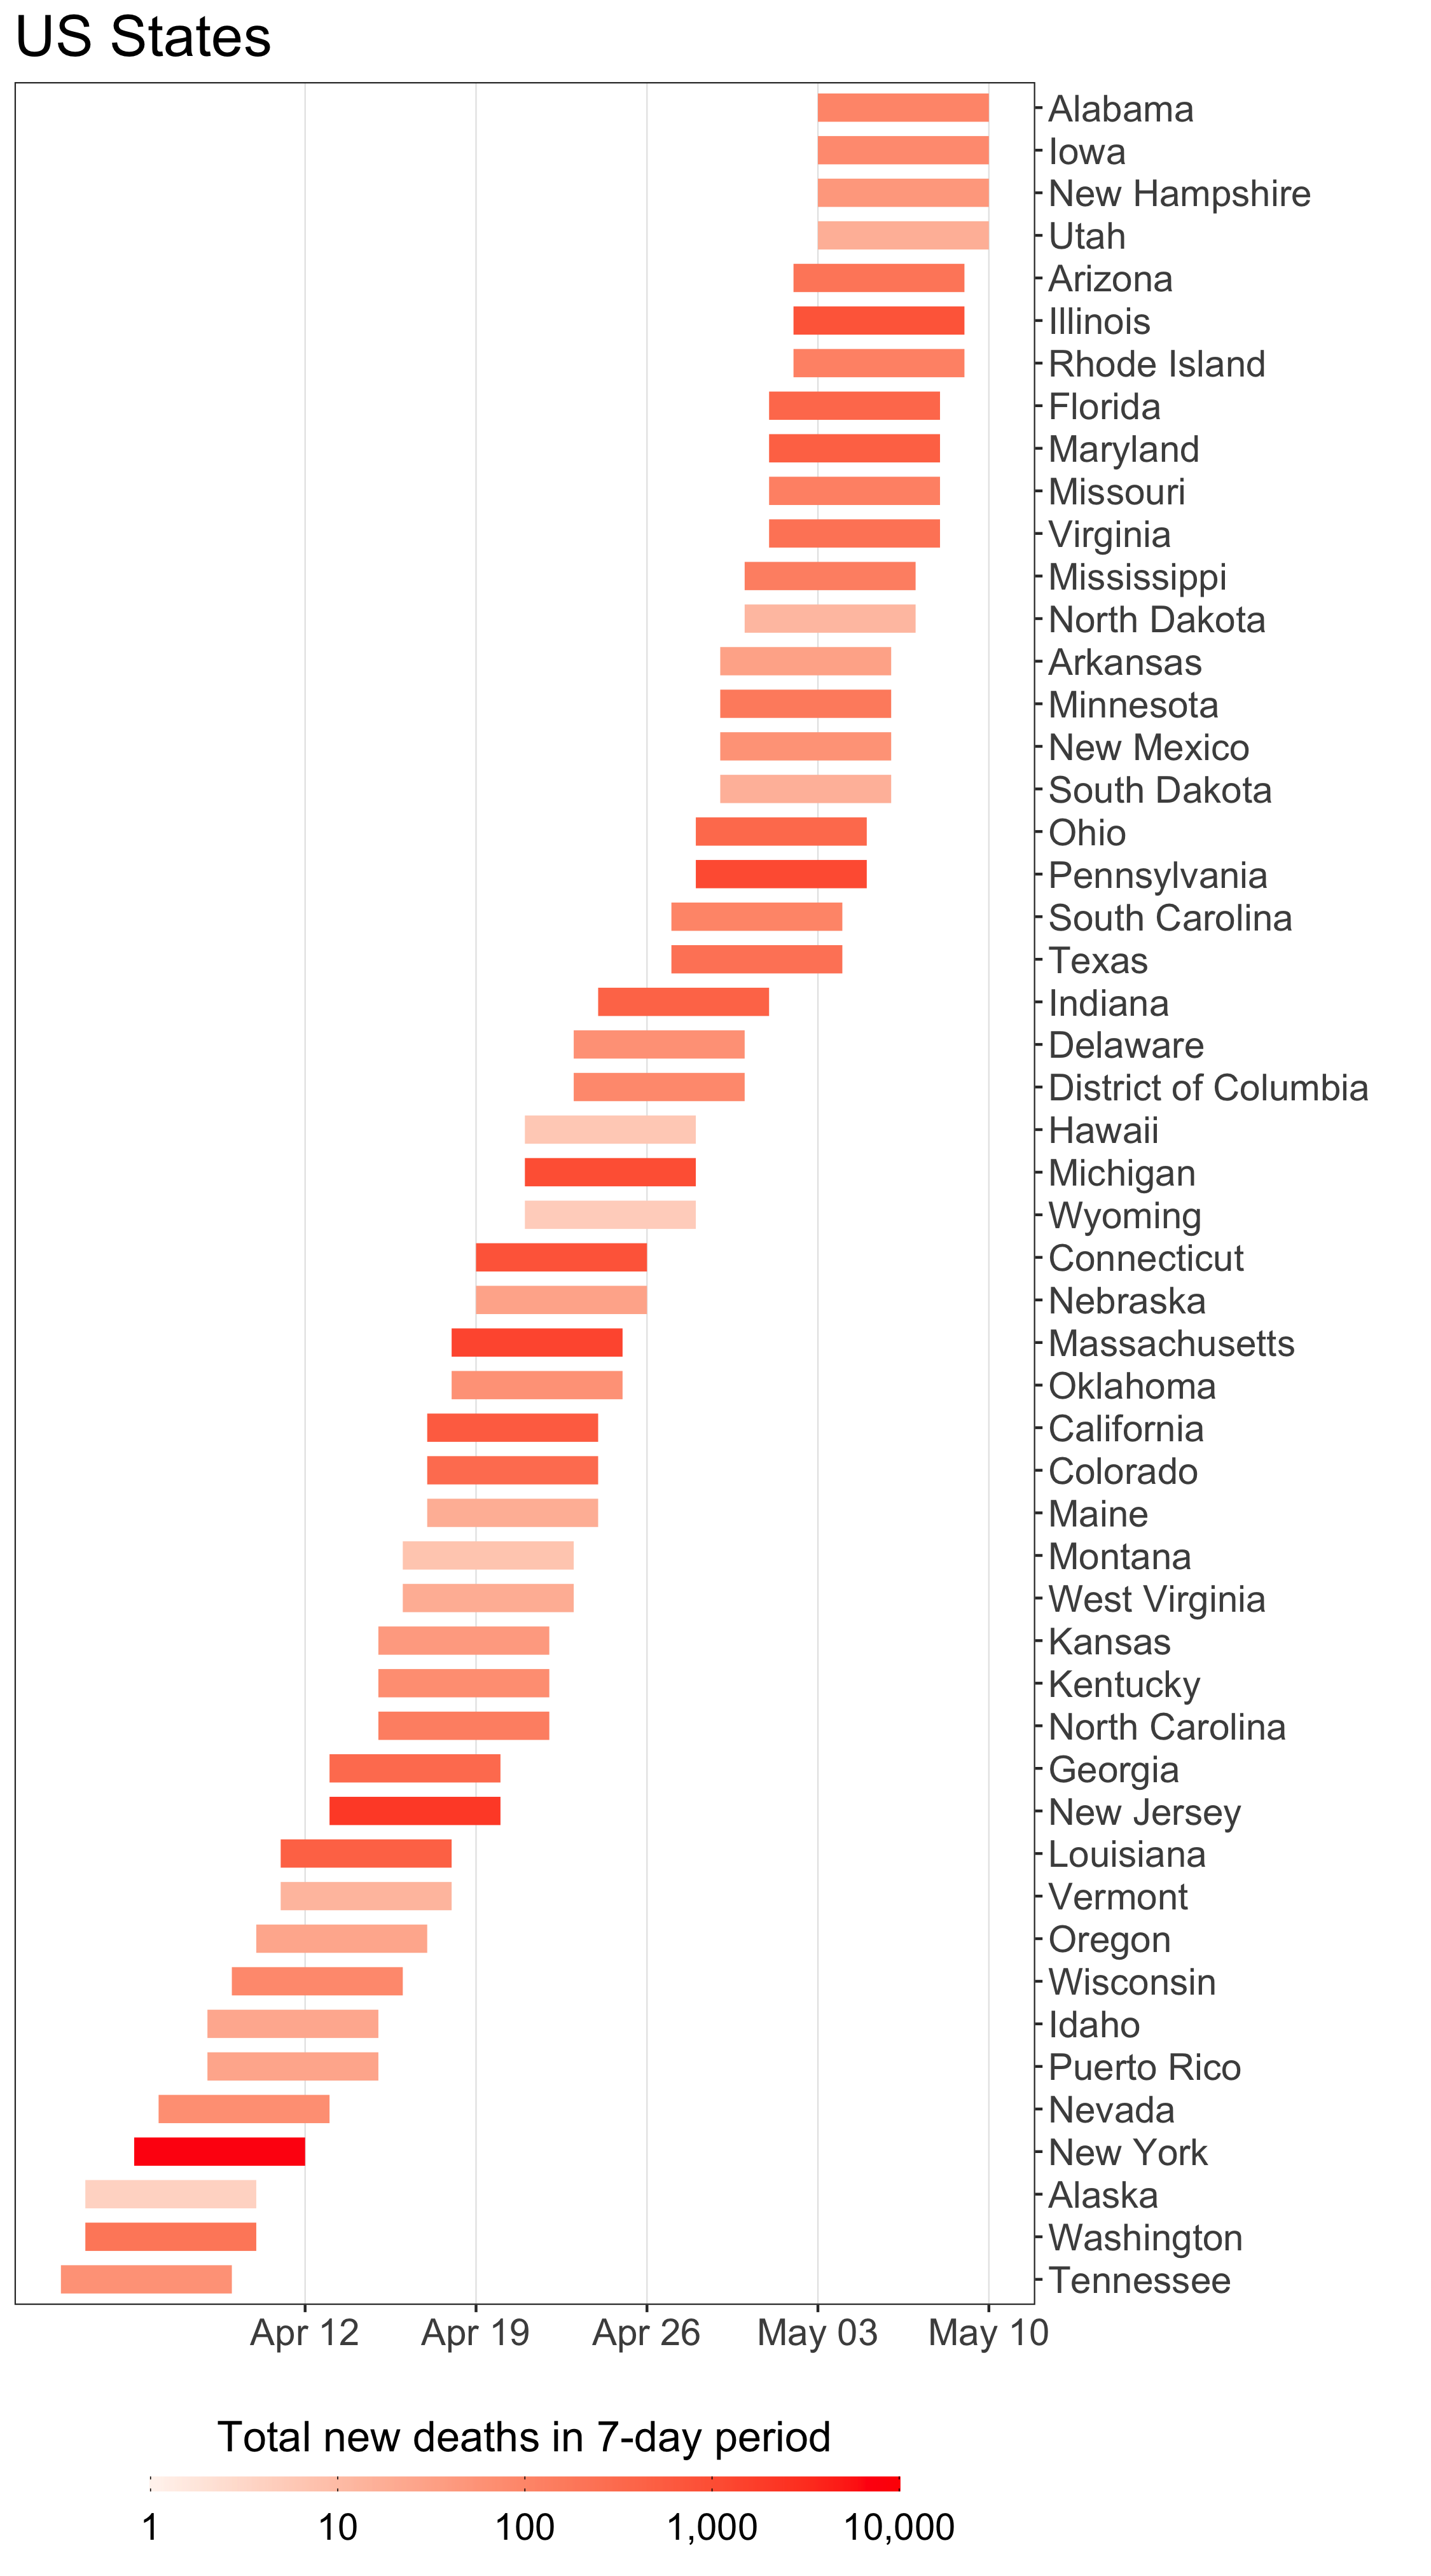 US States
Alabama
Iowa
New Hampshire
Utah
Arizona
Illinois
Rhode Island
Florida
Maryland
Missouri
Virginia
Mississippi
North Dakota
Arkansas
Minnesota
New Mexico
South Dakota
Ohio
Pennsylvania
South Carolina
Texas
Indiana
Delaware
District of Columbia
Hawaii
Michigan
Wyoming
Connecticut
Nebraska
Massachusetts
Oklahoma
California
Colorado
Maine
Montana
West Virginia
Kansas
Kentucky
North Carolina
Georgia
New Jersey
Louisiana
Vermont
Oregon
Wisconsin
Idaho
Puerto Rico
Nevada
New York
Alaska
Washington
Tennessee
Apr 12 Apr 19 Apr 26 May 03 May 10
Total new deaths in 7-day period
1 10 100 1,000 10,000